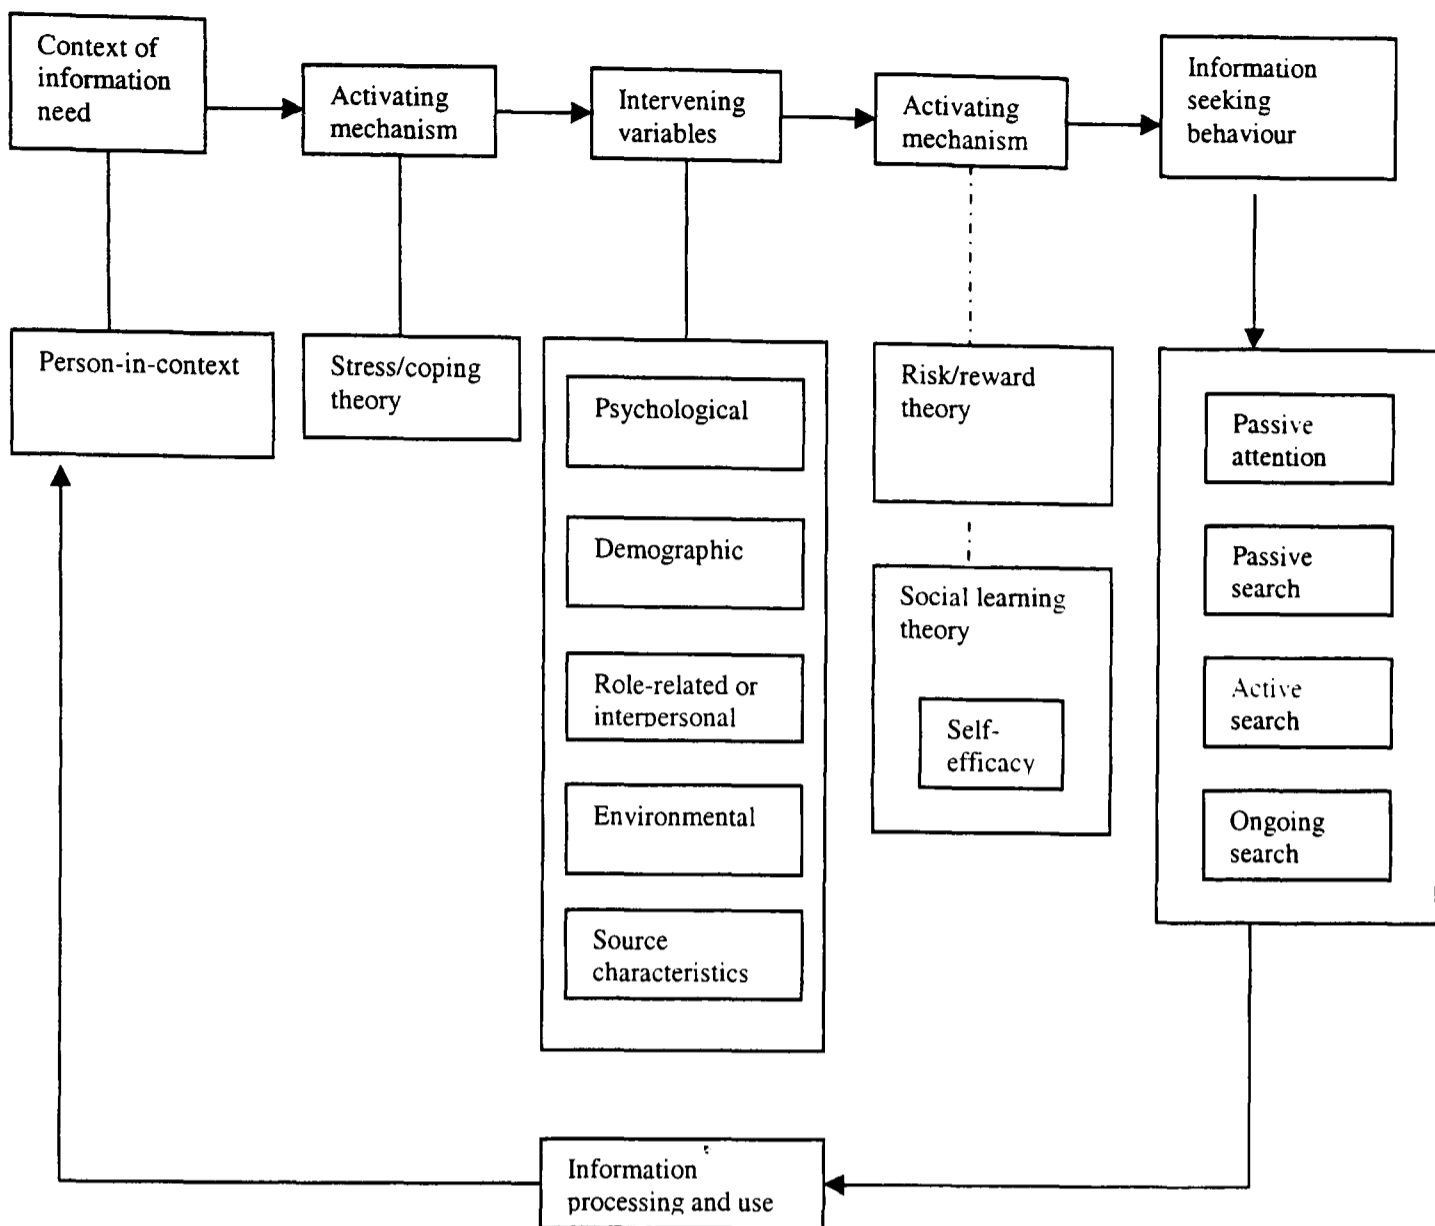 Context of
information
need
Activating
mechanism
Intervening
variables
Activating
mechanism
Information
seeking
behaviour
Person-in-context
Stress/coping
theory
Psychological
Demographic
Role-related or
interpersonal
Environmental
Source
characteristics
Risk/reward
theory
Social learning
theory
Self-
efficacy
Passive
attention
Passive
search
Active
search
Ongoing
search
Information
processing and use